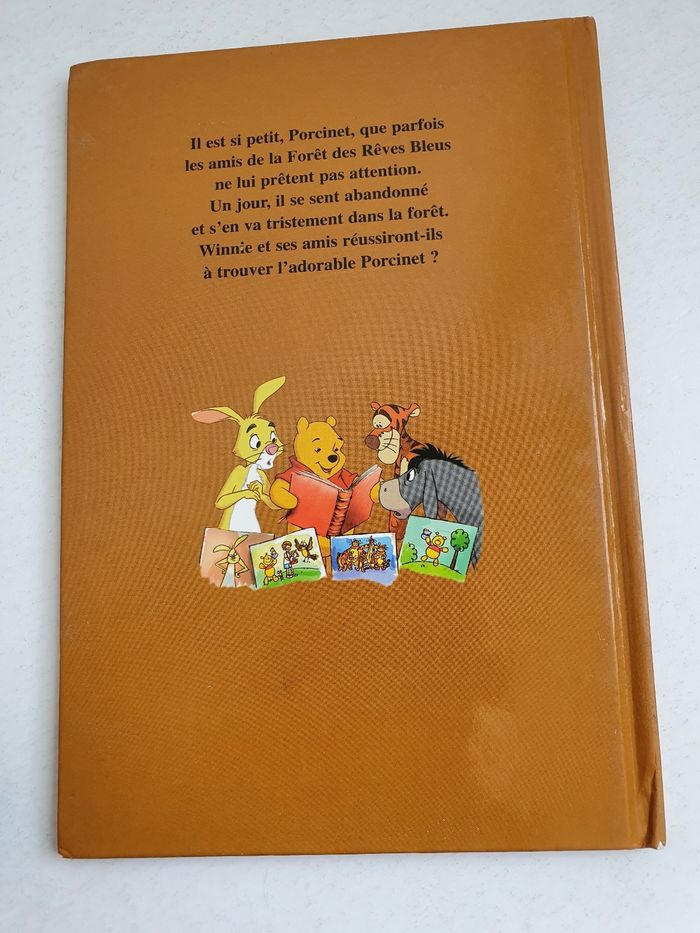 Il est si petit, Porcinet, que parfois
les amis de la Forêt des Rêves Bleus
ne lui prêtent pas attention.
Un jour, il se sent abandonné
et s'en va tristement dans la forêt.
Winnie et ses amis réussiront-ils
à trouver l'adorable Porcinet ?